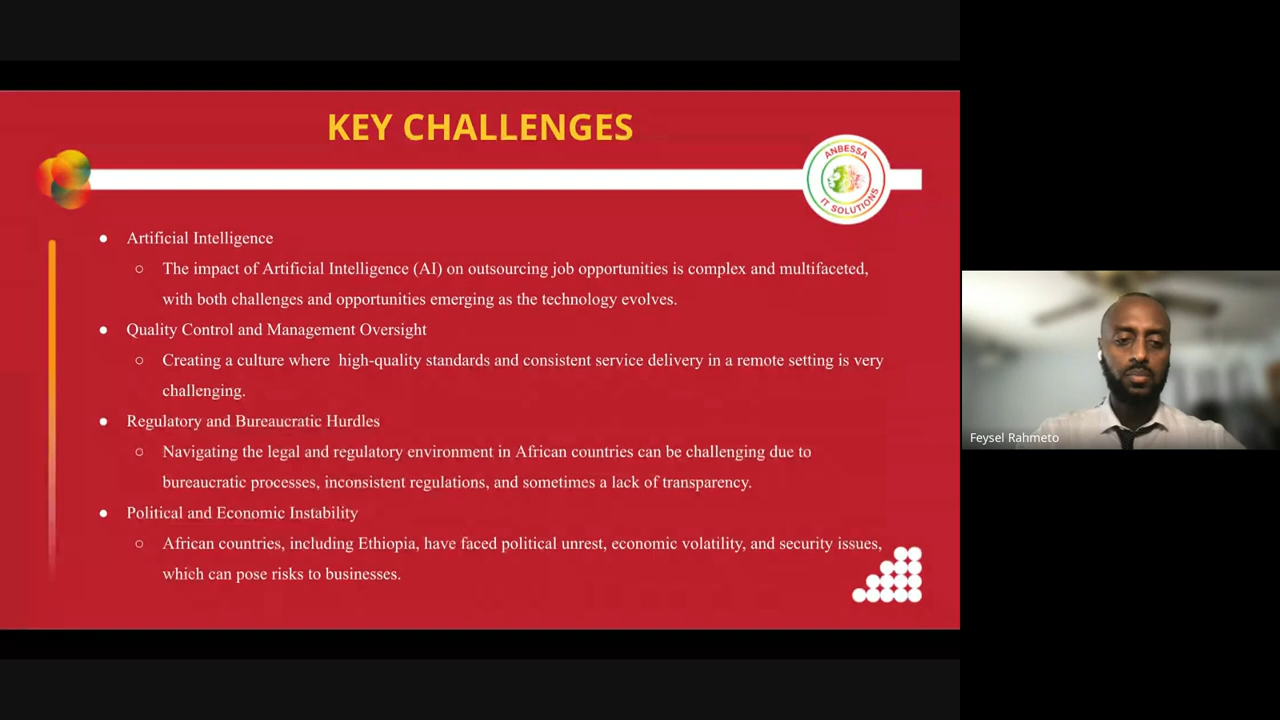 KEY CHALLENGES
ANBESSA
IT SOLUTIONS
● Artificial Intelligence
○ The impact of Artificial Intelligence (AI) on outsourcing job opportunities is complex and multifaceted,
with both challenges and opportunities emerging as the technology evolves.
● Quality Control and Management Oversight
○ Creating a culture where  high-quality standards and consistent service delivery in a remote setting is very
challenging.
● Regulatory and Bureaucratic Hurdles
○ Navigating the legal and regulatory environment in African countries can be challenging due to
bureaucratic processes, inconsistent regulations, and sometimes a lack of transparency.
● Political and Economic Instability
○ African countries, including Ethiopia, have faced political unrest, economic volatility, and security issues,
which can pose risks to businesses.
Feysel Rahmeto